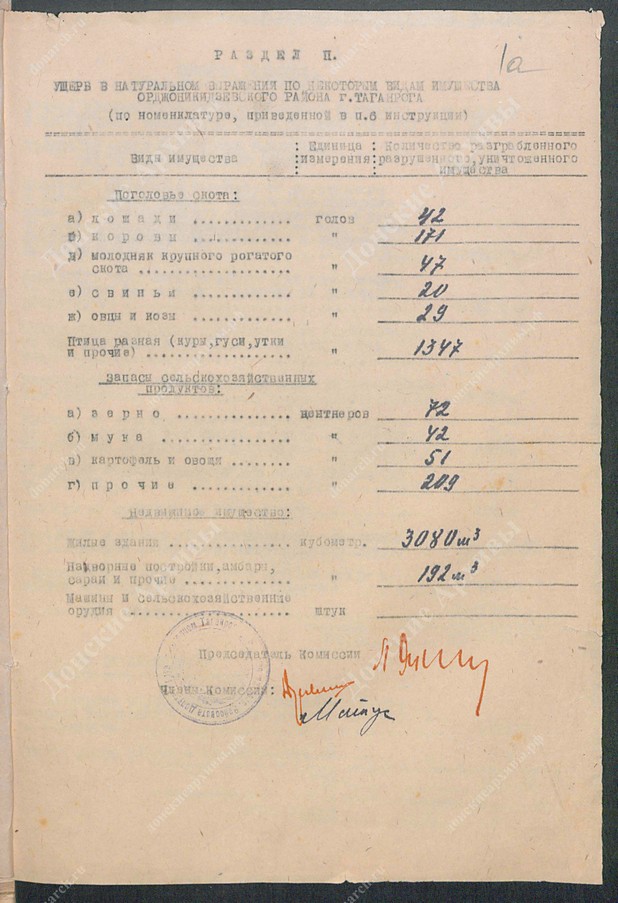 1а
РАЗДЕЛ П.
УЩЕРБ В НАТУРАЛЬНОМ ВЫРАЖЕНИЯ ПО НЕКОТОРЫМ ВИДАМ ИМУЩЕСТВА
ОРДЖОНИКИДЗЕВСКОГО РАЙОНА г.ТАГАНРОГА
(по номенклатуре, приведенной в п.6 инструкции)
Виды имущества : Единица измерения : Количество разграбленного разрушенного, уничтоженного имущества
Поголовье скота:
а) лошади ............. голов 42
б) коровы ............. " 171
д) молодняк крупного рогатого
скота .................... " 47
е) свиньи ............. " 20
ж) овцы и козы ............. " 29
Птица разная (куры,гуси,утки
и прочие) ................... " 1347
Запасы сельскохозяйственных
продуктов:
а) зерно ............... центнеров 72
б) мука ................ " 42
в) картофель и овощи ........ " 51
г) прочие ............. " 209
Недвижимое имущество:
Жилые здания ................ кубометр. 3080 м³
Надворные постройки,амбары,
сараи и прочие .............. " 192 м³
Машины и сельскохозяйственние
орудия ..................... штук
Председатель Комиссии
Члены Комиссии: